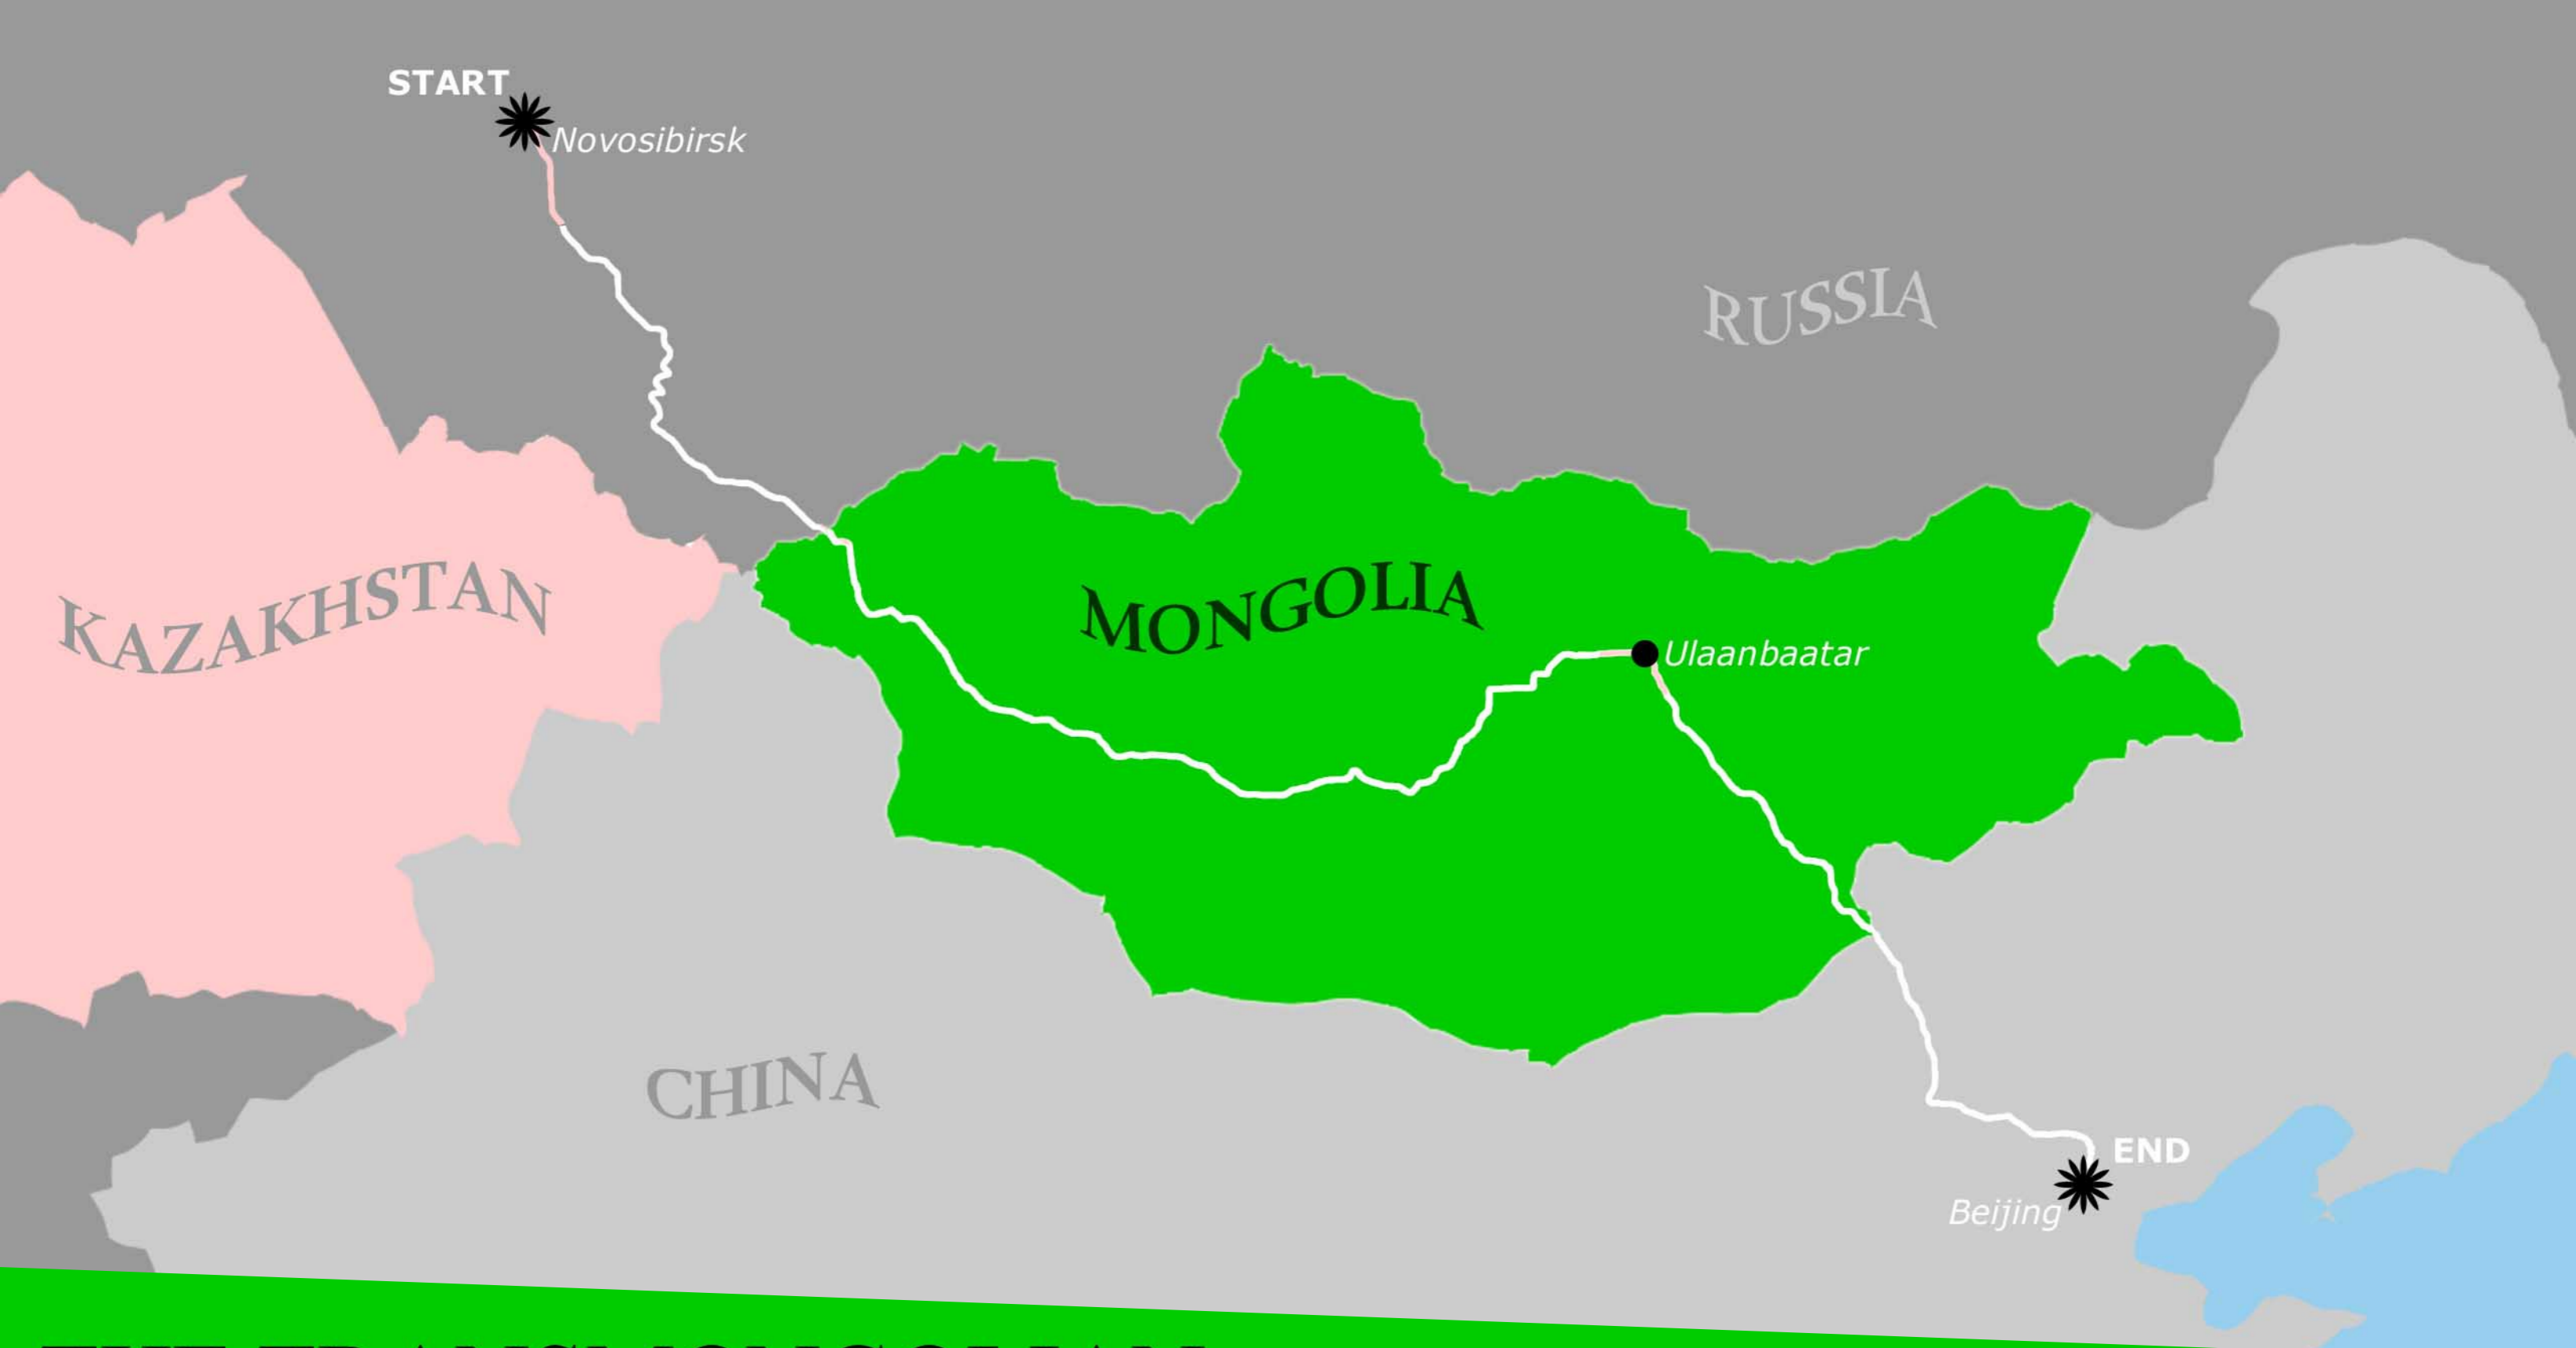 START
Novosibirsk
RUSSIA
KAZAKHSTAN
MONGOLIA
Ulaanbaatar
CHINA
END
Beijing